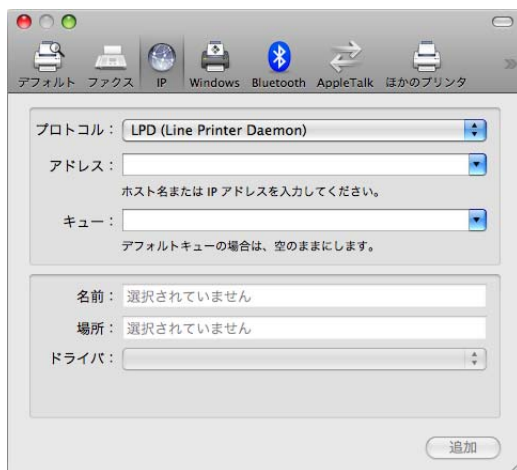 デフォルト ファクス IP Windows Bluetooth AppleTalk ほかのプリンタ
プロトコル： LPD (Line Printer Daemon)
アドレス：
ホスト名または IP アドレスを入力してください。
キュー：
デフォルトキューの場合は、空のままにします。
名前： 選択されていません
場所： 選択されていません
ドライバ：
追加